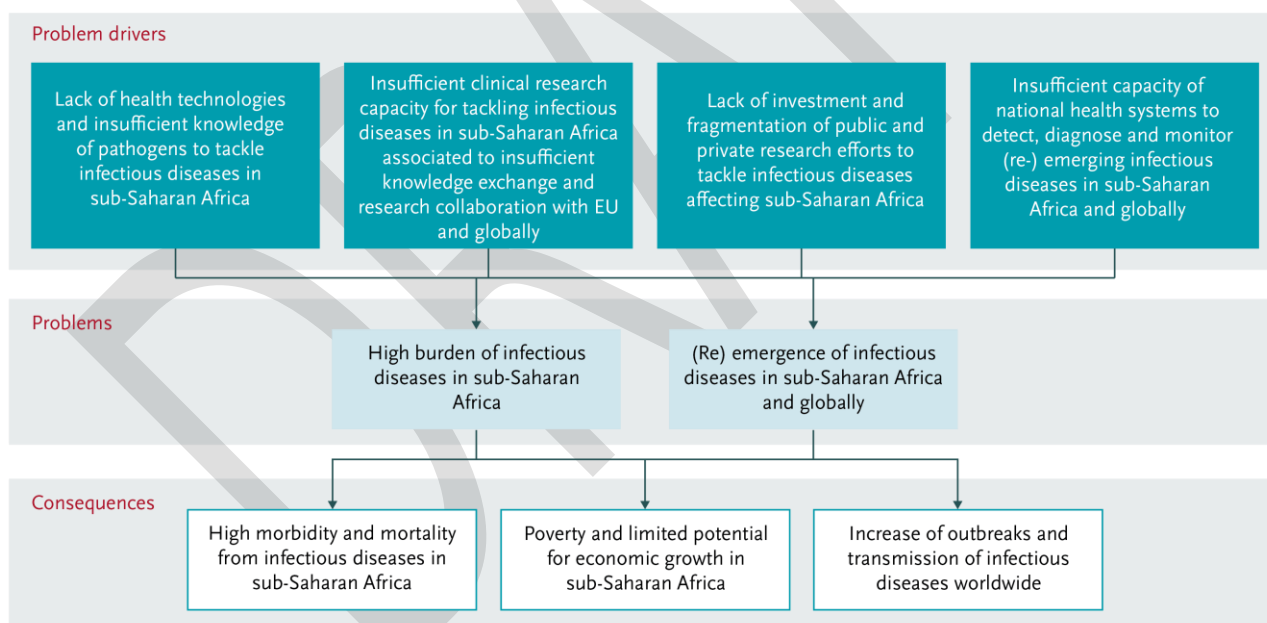 Problem drivers
Lack of health technologies
and insufficient knowledge
of pathogens to tackle
infectious diseases in
sub-Saharan Africa
Insufficient clinical research
capacity for tackling infectious
diseases in sub-Saharan Africa
associated to insufficient
knowledge exchange and
research collaboration with EU
and globally
Lack of investment and
fragmentation of public and
private research efforts to
tackle infectious diseases
affecting sub-Saharan Africa
Insufficient capacity of
national health systems to
detect, diagnose and monitor
(re-) emerging infectious
diseases in sub-Saharan
Africa and globally
Problems
High burden of infectious
diseases in sub-Saharan
Africa
(Re) emergence of infectious
diseases in sub-Saharan Africa
and globally
Consequences
High morbidity and mortality
from infectious diseases in
sub-Saharan Africa
Poverty and limited potential
for economic growth in
sub-Saharan Africa
Increase of outbreaks and
transmission of infectious
diseases worldwide